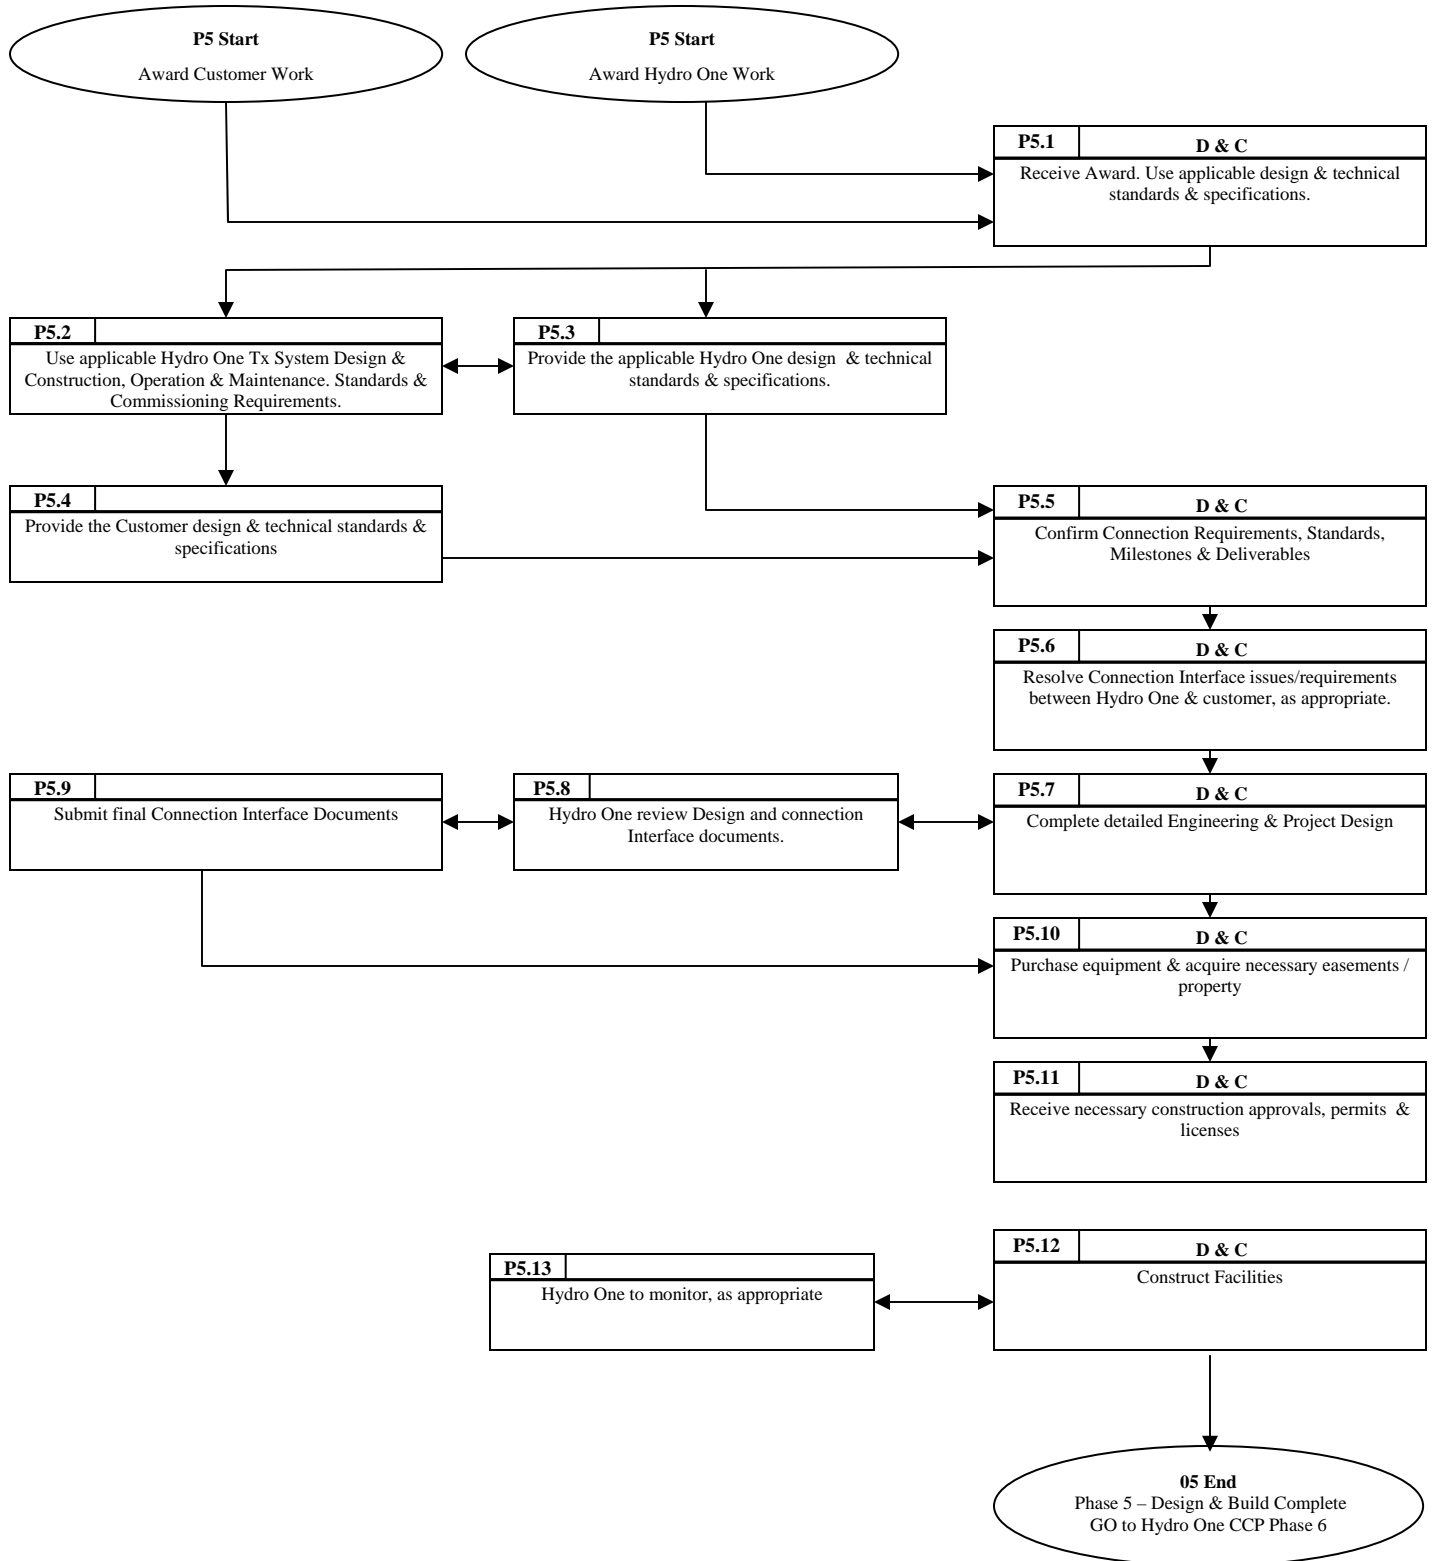 P5 Start
Award Customer Work
P5 Start
Award Hydro One Work
P5.1
D & C
Receive Award. Use applicable design & technical
standards & specifications.
P5.2
Use applicable Hydro One Tx System Design &
Construction, Operation & Maintenance. Standards &
Commissioning Requirements.
P5.3
Provide the applicable Hydro One design & technical
standards & specifications.
P5.4
Provide the Customer design & technical standards &
specifications
P5.5
D & C
Confirm Connection Requirements, Standards,
Milestones & Deliverables
P5.6
D & C
Resolve Connection Interface issues/requirements
between Hydro One & customer, as appropriate.
P5.9
Submit final Connection Interface Documents
P5.8
Hydro One review Design and connection
Interface documents.
P5.7
D & C
Complete detailed Engineering & Project Design
P5.10
D & C
Purchase equipment & acquire necessary easements /
property
P5.11
D & C
Receive necessary construction approvals, permits & 
licenses
P5.13
Hydro One to monitor, as appropriate
P5.12
D & C
Construct Facilities
05 End
Phase 5 – Design & Build Complete
GO to Hydro One CCP Phase 6